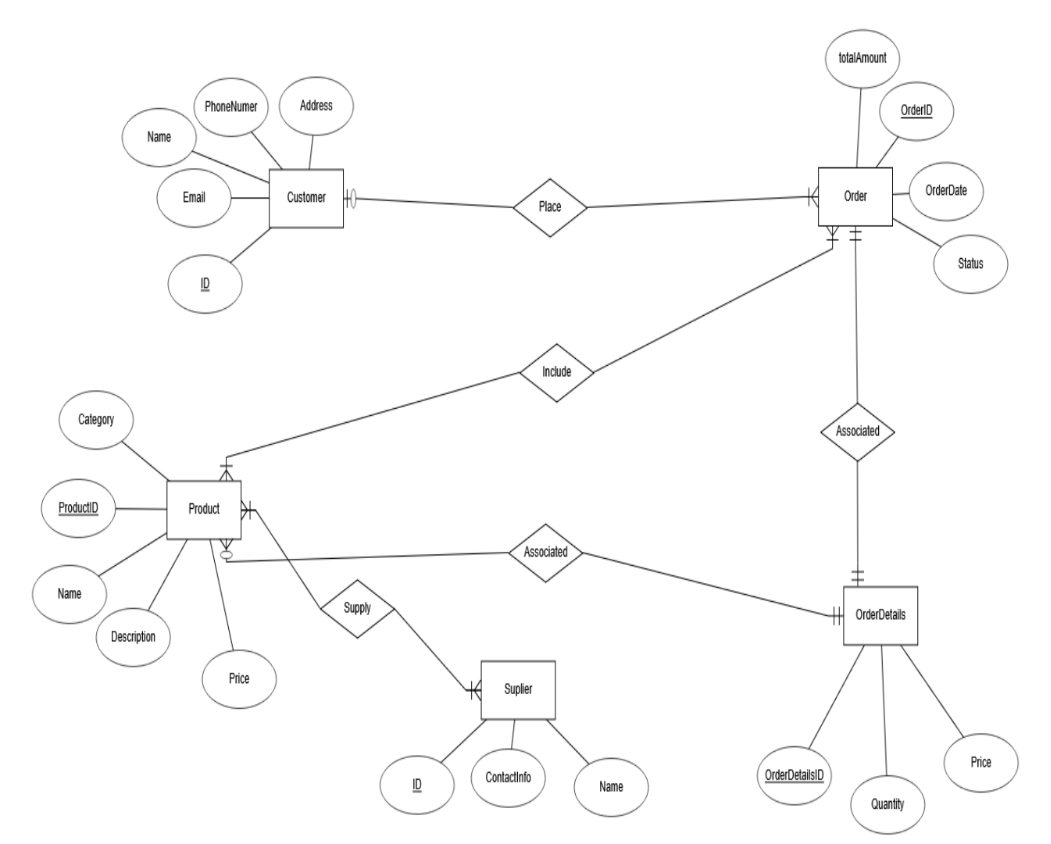 totalAmount
PhoneNumer
Address
OrderID
Name
Customer
Email
Place
Order
OrderDate
ID
Status
Include
Category
Associated
ProductID
Product
Associated
Name
Supply
OrderDetails
Description
Price
Suplier
ID
ContactInfo
Name
OrderDetailsID
Quantity
Price